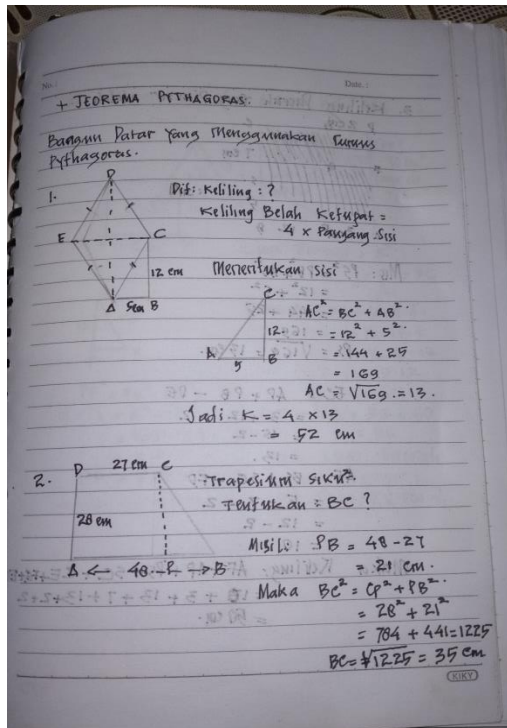 No.:
Date.:
+ TEOREMA PYTHAGORAS.
Bangun Datar Yang Menggunakan Rumus
Pythagoras.
1.
D
E
C
12 cm
A
5cm
B
Dit: Keliling : ?
Keliling Belah Ketupat =
4 x Panjang Sisi
Menentukan sisi
C
12
A
5
B
AC² = BC² + AB²
= 12² + 5²
= 144 + 25
= 169
AC = √169 = 13.
Jadi K = 4 x 13
= 52 cm
2.
D
27 cm
C
28 cm
A ← 48 P → B
Trapesium siku²
Tentukan = BC ?
Misil: PB = 48 - 27
= 21 cm.
Maka BC² = CP² + PB²
= 28² + 21²
= 784 + 441 = 1225
BC = √1225 = 35 cm
KIKY